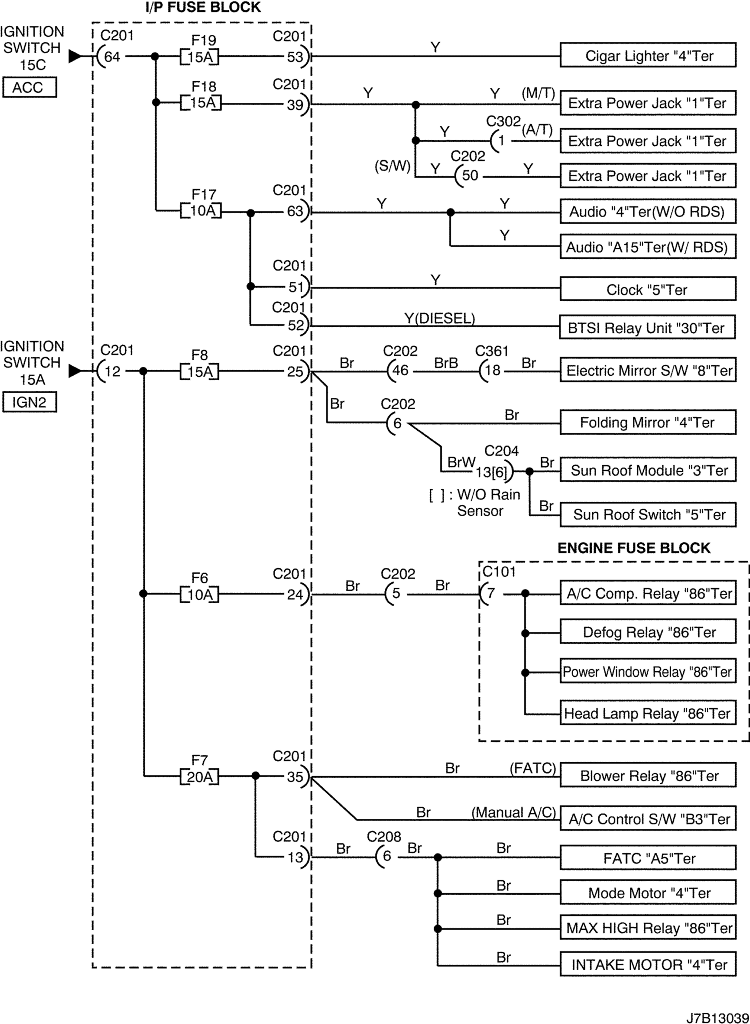 I/P FUSE BLOCK
IGNITION
SWITCH
15C
ACC
C201
64
F19
15A
C201
53
Y
Cigar Lighter "4"Ter
F18
15A
C201
39
Y
Y
(M/T)
Extra Power Jack "1"Ter
Y
C302
1
(A/T)
Extra Power Jack "1"Ter
(S/W)
Y
C202
50
Y
Extra Power Jack "1"Ter
F17
10A
C201
63
Y
Y
Audio "4"Ter(W/O RDS)
Y
Audio "A15"Ter(W/ RDS)
C201
51
Y
Clock "5"Ter
C201
52
Y(DIESEL)
BTSI Relay Unit "30"Ter
IGNITION
SWITCH
15A
IGN2
C201
12
F8
15A
C201
25
Br
C202
46
BrB
C361
18
Br
Electric Mirror S/W "8"Ter
Br
C202
6
Br
Folding Mirror "4"Ter
BrW
C204
13[6]
Br
Sun Roof Module "3"Ter
[ ] : W/O Rain
Sensor
Br
Sun Roof Switch "5"Ter
ENGINE FUSE BLOCK
F6
10A
C201
24
Br
C202
5
Br
C101
7
A/C Comp. Relay "86"Ter
Defog Relay "86"Ter
Power Window Relay "86"Ter
Head Lamp Relay "86"Ter
F7
20A
C201
35
Br
(FATC)
Blower Relay "86"Ter
Br
(Manual A/C)
A/C Control S/W "B3"Ter
C201
13
Br
C208
6
Br
Br
FATC "A5"Ter
Br
Mode Motor "4"Ter
Br
MAX HIGH Relay "86"Ter
Br
INTAKE MOTOR "4"Ter
J7B13039